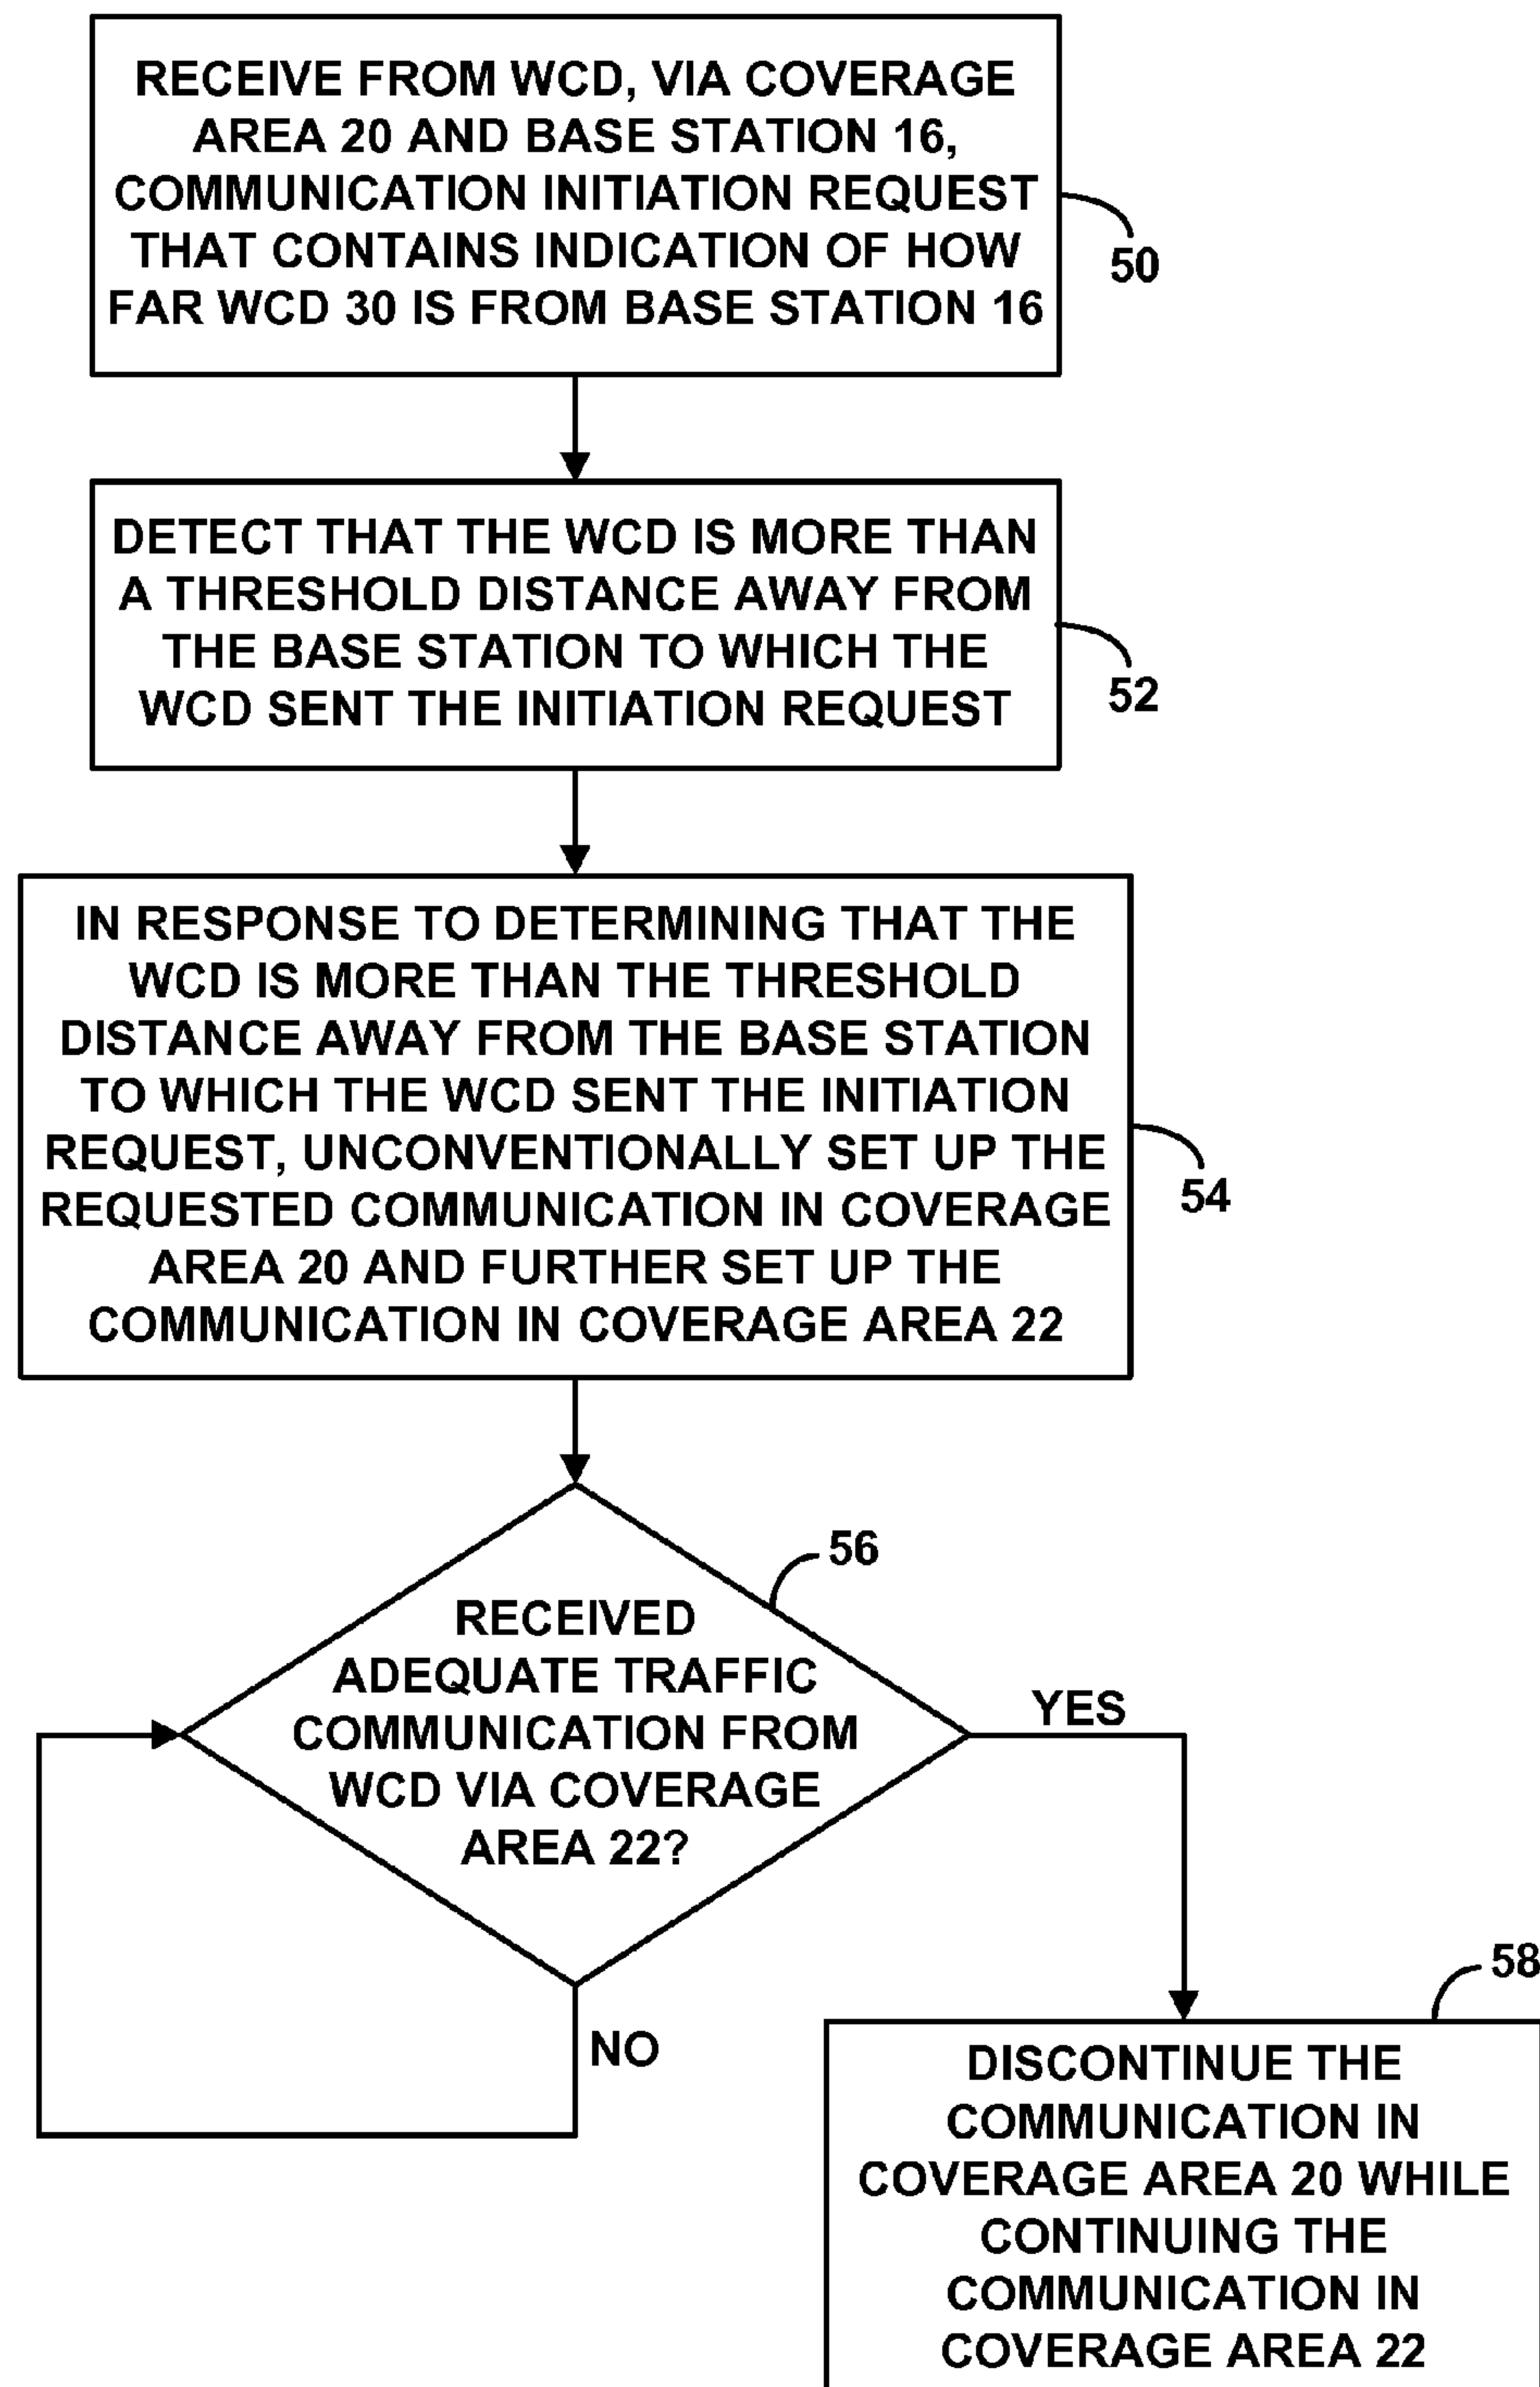 RECEIVE FROM WCD, VIA COVERAGE
AREA 20 AND BASE STATION 16,
COMMUNICATION INITIATION REQUEST
THAT CONTAINS INDICATION OF HOW
FAR WCD 30 IS FROM BASE STATION 16
50
DETECT THAT THE WCD IS MORE THAN
A THRESHOLD DISTANCE AWAY FROM
THE BASE STATION TO WHICH THE
WCD SENT THE INITIATION REQUEST
52
IN RESPONSE TO DETERMINING THAT THE
WCD IS MORE THAN THE THRESHOLD
DISTANCE AWAY FROM THE BASE STATION
TO WHICH THE WCD SENT THE INITIATION
REQUEST, UNCONVENTIONALLY SET UP THE
REQUESTED COMMUNICATION IN COVERAGE
AREA 20 AND FURTHER SET UP THE
COMMUNICATION IN COVERAGE AREA 22
54
56
RECEIVED
ADEQUATE TRAFFIC
COMMUNICATION FROM
WCD VIA COVERAGE
AREA 22?
YES
NO
58
DISCONTINUE THE
COMMUNICATION IN
COVERAGE AREA 20 WHILE
CONTINUING THE
COMMUNICATION IN
COVERAGE AREA 22